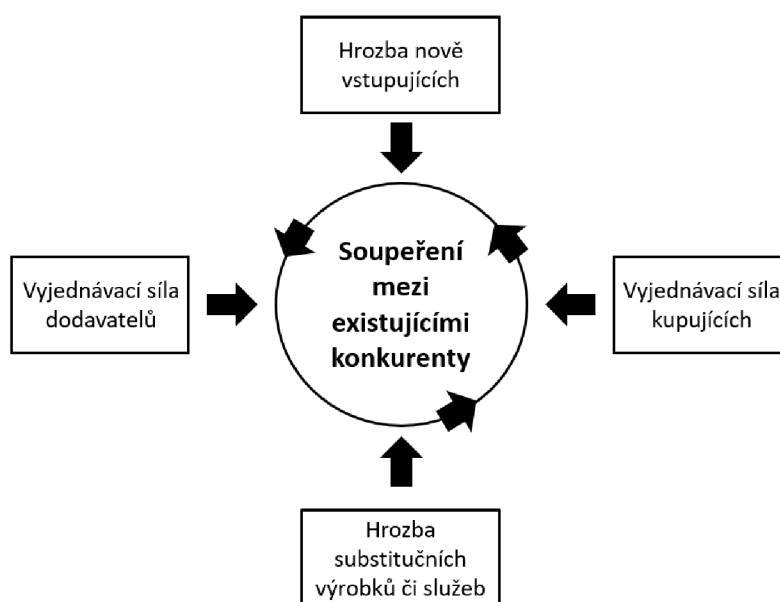 Hrozba nově
vstupujících
Vyjednávací síla
dodavatelů
Soupeření
mezi
existujícími
konkurenty
Vyjednávací síla
kupujících
Hrozba
substitučních
výrobků či služeb